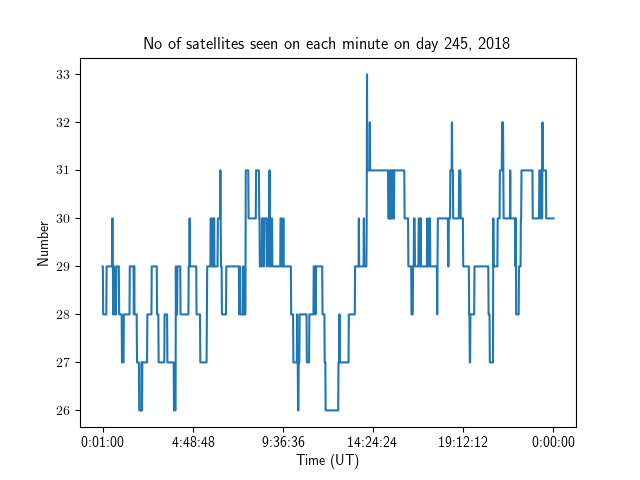 No of satellites seen on each minute on day 245, 2018
33
32
31
30
29
28
27
26
Number
0:01:00 4:48:48 9:36:36 14:24:24 19:12:12 0:00:00
Time (UT)